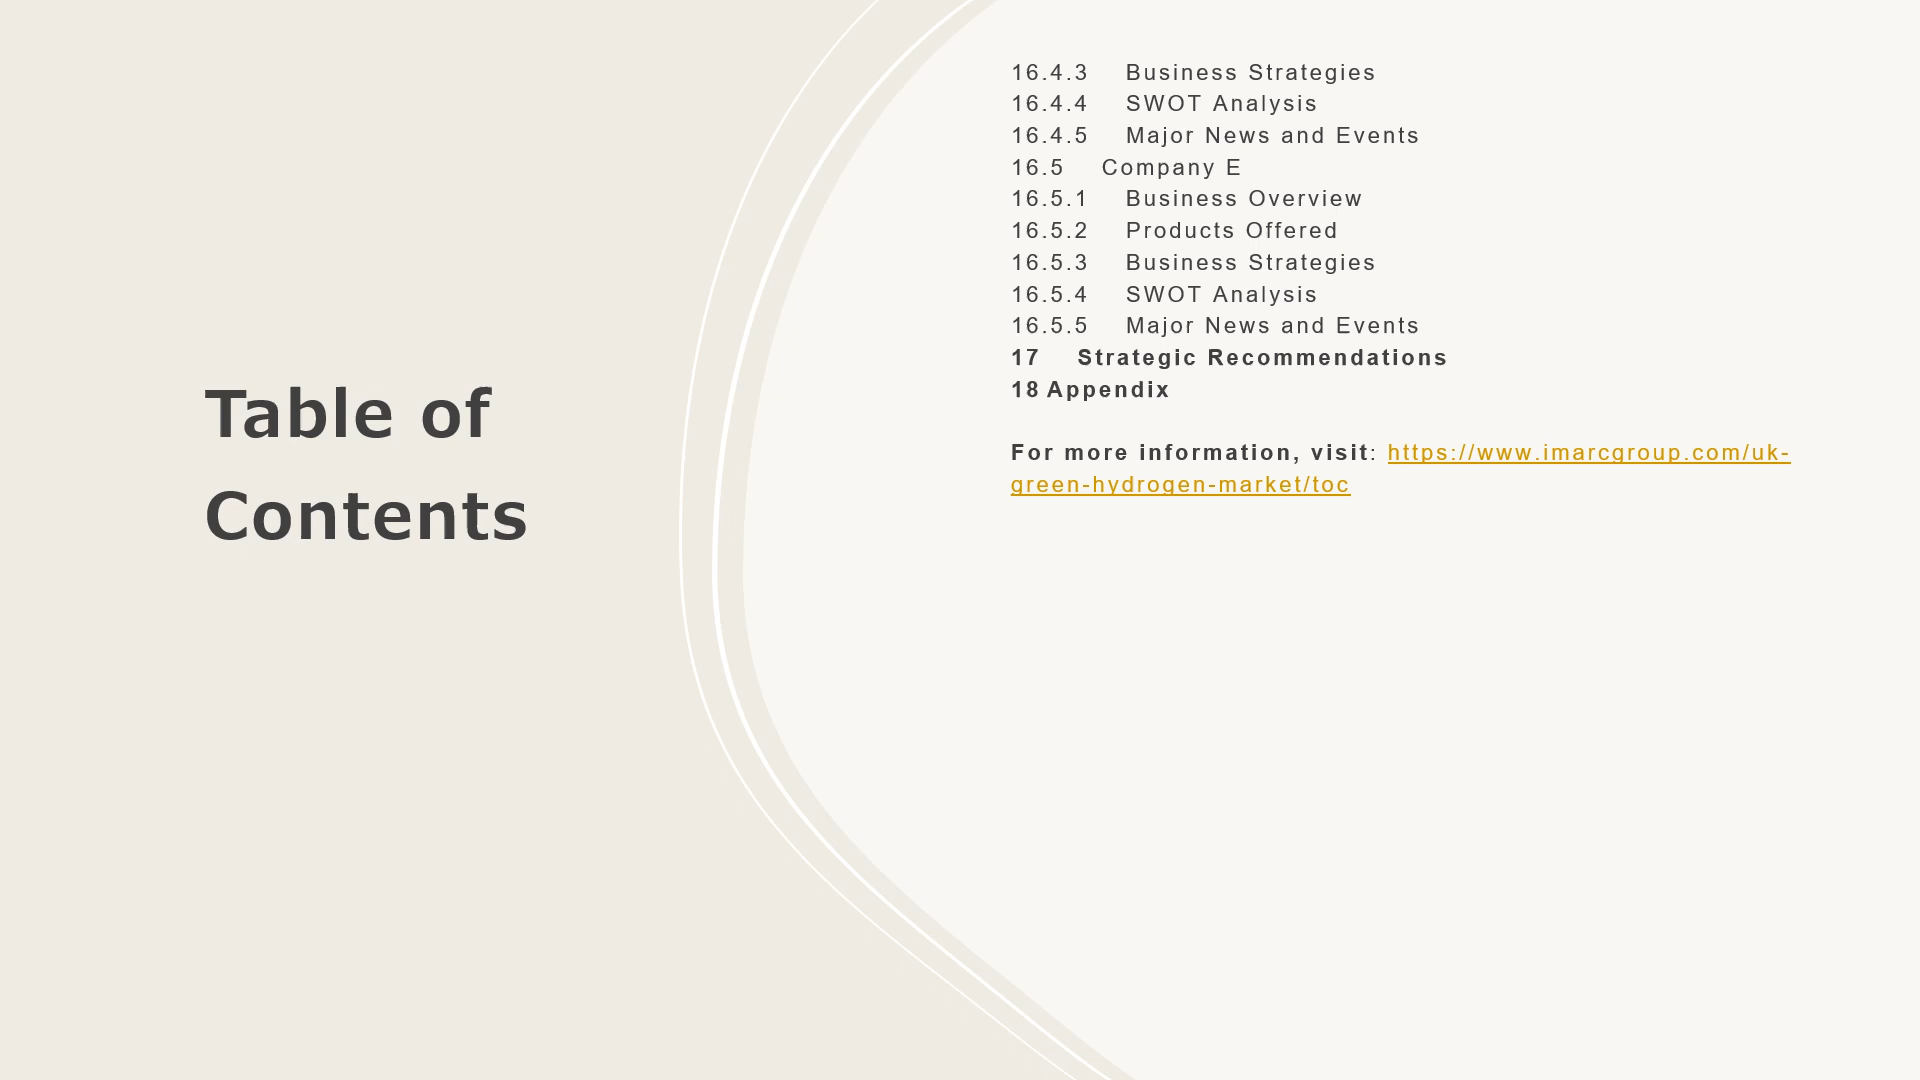 Table of
Contents
16.4.3 Business Strategies
16.4.4 SWOT Analysis
16.4.5 Major News and Events
16.5 Company E
16.5.1 Business Overview
16.5.2 Products Offered
16.5.3 Business Strategies
16.5.4 SWOT Analysis
16.5.5 Major News and Events
17 Strategic Recommendations
18 Appendix
For more information, visit: https://www.imarcgroup.com/uk-
green-hydrogen-market/toc